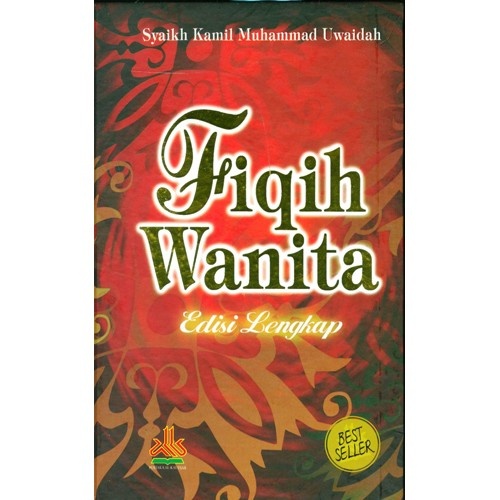 Syaikh Kamil Muhammad Uwaidah
Fiqih
Wanita
Edisi Lengkap
BEST
SELLER